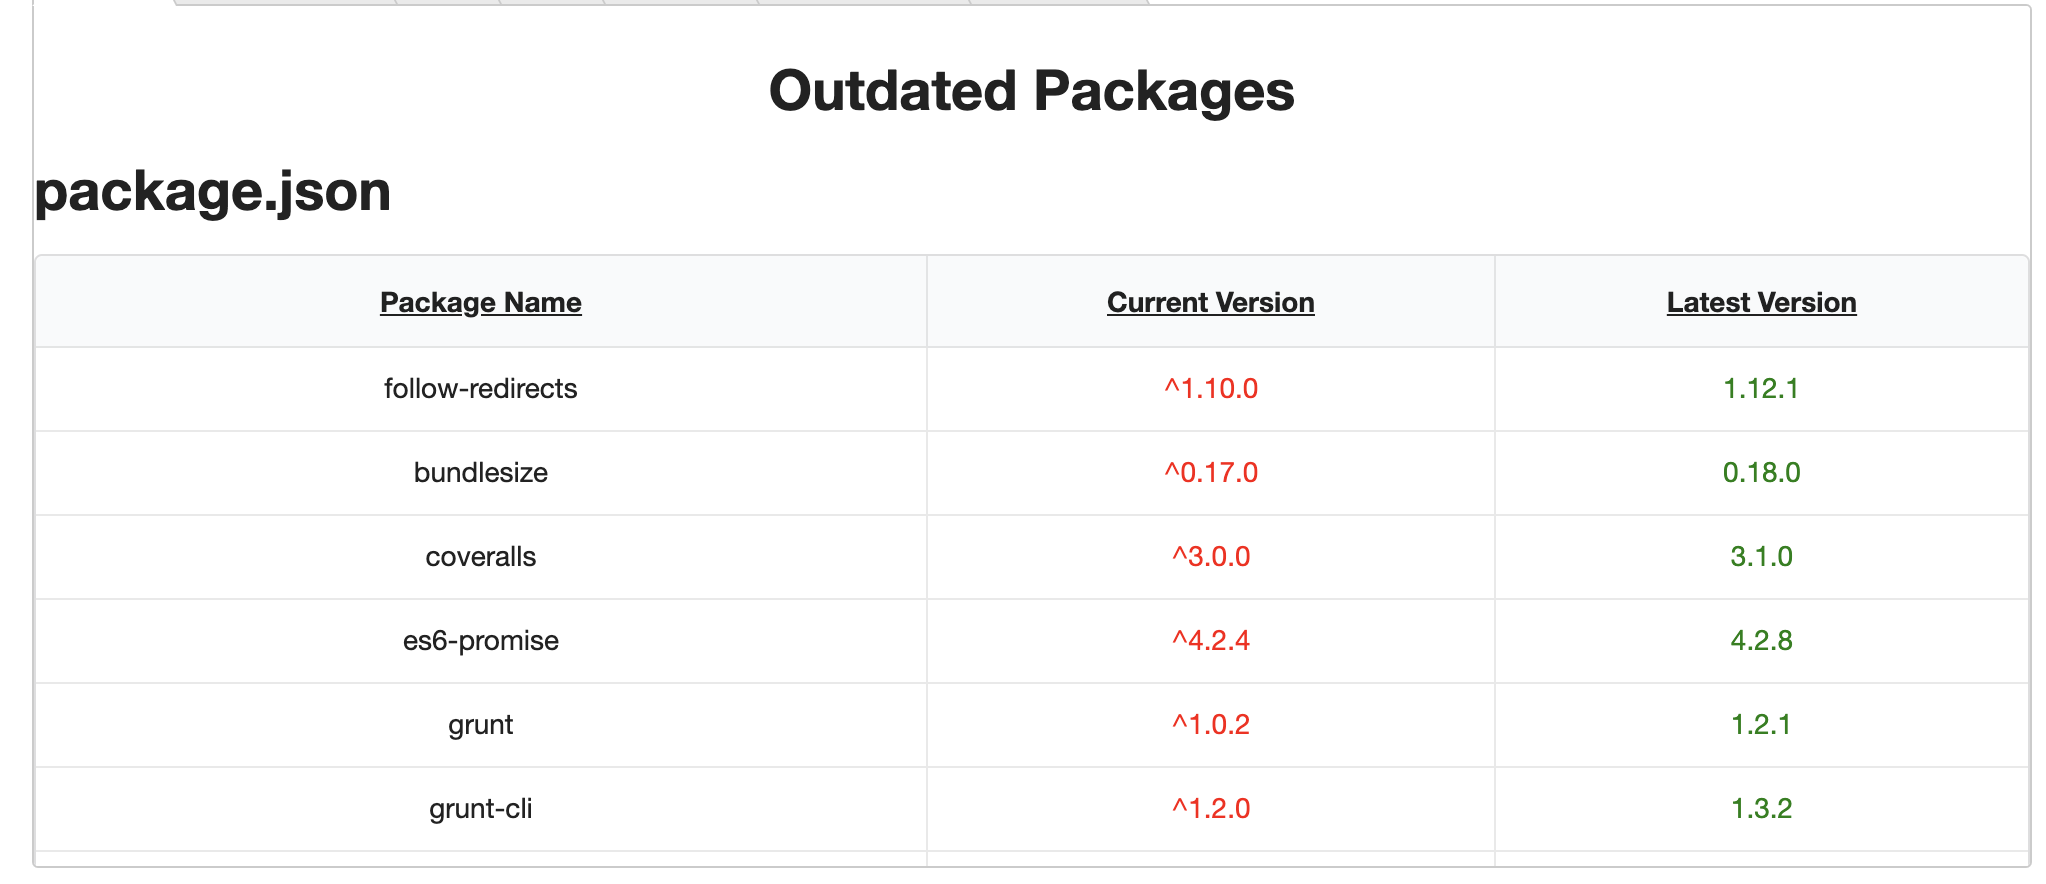 Outdated Packages
package.json
Package Name Current Version Latest Version
follow-redirects ^1.10.0 1.12.1
bundlesize ^0.17.0 0.18.0
coveralls ^3.0.0 3.1.0
es6-promise ^4.2.4 4.2.8
grunt ^1.0.2 1.2.1
grunt-cli ^1.2.0 1.3.2